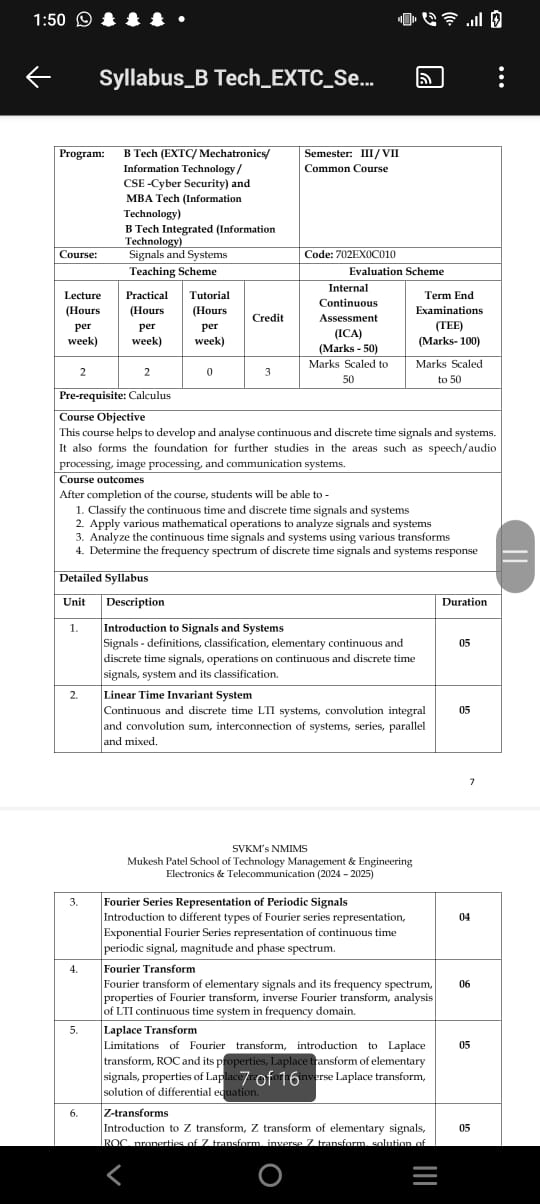 1:50
Syllabus_B Tech_EXTC_Se...
Program: B Tech (EXTC/ Mechatronics/ Semester: III / VII
Information Technology / Common Course
CSE -Cyber Security) and
MBA Tech (Information
Technology)
B Tech Integrated (Information
Technology)
Course: Signals and Systems Code: 702EX0C010
Teaching Scheme Evaluation Scheme
Lecture (Hours per week)
Practical (Hours per week)
Tutorial (Hours per week)
Credit
Internal Continuous Assessment (ICA) (Marks - 50)
Term End Examinations (TEE) (Marks- 100)
2 2 0 3 Marks Scaled to 50 Marks Scaled to 50
Pre-requisite: Calculus
Course Objective
This course helps to develop and analyse continuous and discrete time signals and systems.
It also forms the foundation for further studies in the areas such as speech/audio
processing, image processing, and communication systems.
Course outcomes
After completion of the course, students will be able to -
1. Classify the continuous time and discrete time signals and systems
2. Apply various mathematical operations to analyze signals and systems
3. Analyze the continuous time signals and systems using various transforms
4. Determine the frequency spectrum of discrete time signals and systems response
Detailed Syllabus
Unit Description Duration
1. Introduction to Signals and Systems
Signals - definitions, classification, elementary continuous and 05
discrete time signals, operations on continuous and discrete time
signals, system and its classification.
2. Linear Time Invariant System
Continuous and discrete time LTI systems, convolution integral 05
and convolution sum, interconnection of systems, series, parallel
and mixed.
7
SVKM's NMIMS
Mukesh Patel School of Technology Management & Engineering
Electronics & Telecommunication (2024 – 2025)
3. Fourier Series Representation of Periodic Signals
Introduction to different types of Fourier series representation, 04
Exponential Fourier Series representation of continuous time
periodic signal, magnitude and phase spectrum.
4. Fourier Transform
Fourier transform of elementary signals and its frequency spectrum, 06
properties of Fourier transform, inverse Fourier transform, analysis
of LTI continuous time system in frequency domain.
5. Laplace Transform
Limitations of Fourier transform, introduction to Laplace 05
transform, ROC and its properties, Laplace transform of elementary
signals, properties of Laplace inverse Laplace transform,
7 of 16
solution of differential equation.
6. Z-transforms
Introduction to Z transform, Z transform of elementary signals, 05
ROC, properties of Z transform, inverse Z transform, solution of